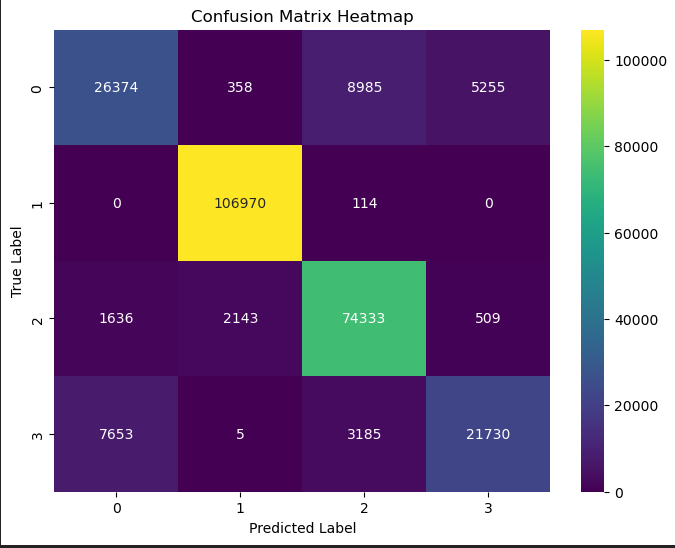 Confusion Matrix Heatmap
0 26374 358 8985 5255 100000
80000
1 0 106970 114 0
True Label
60000
2 1636 2143 74333 509
40000
3 7653 5 3185 21730 20000
0
0 1 2 3
Predicted Label